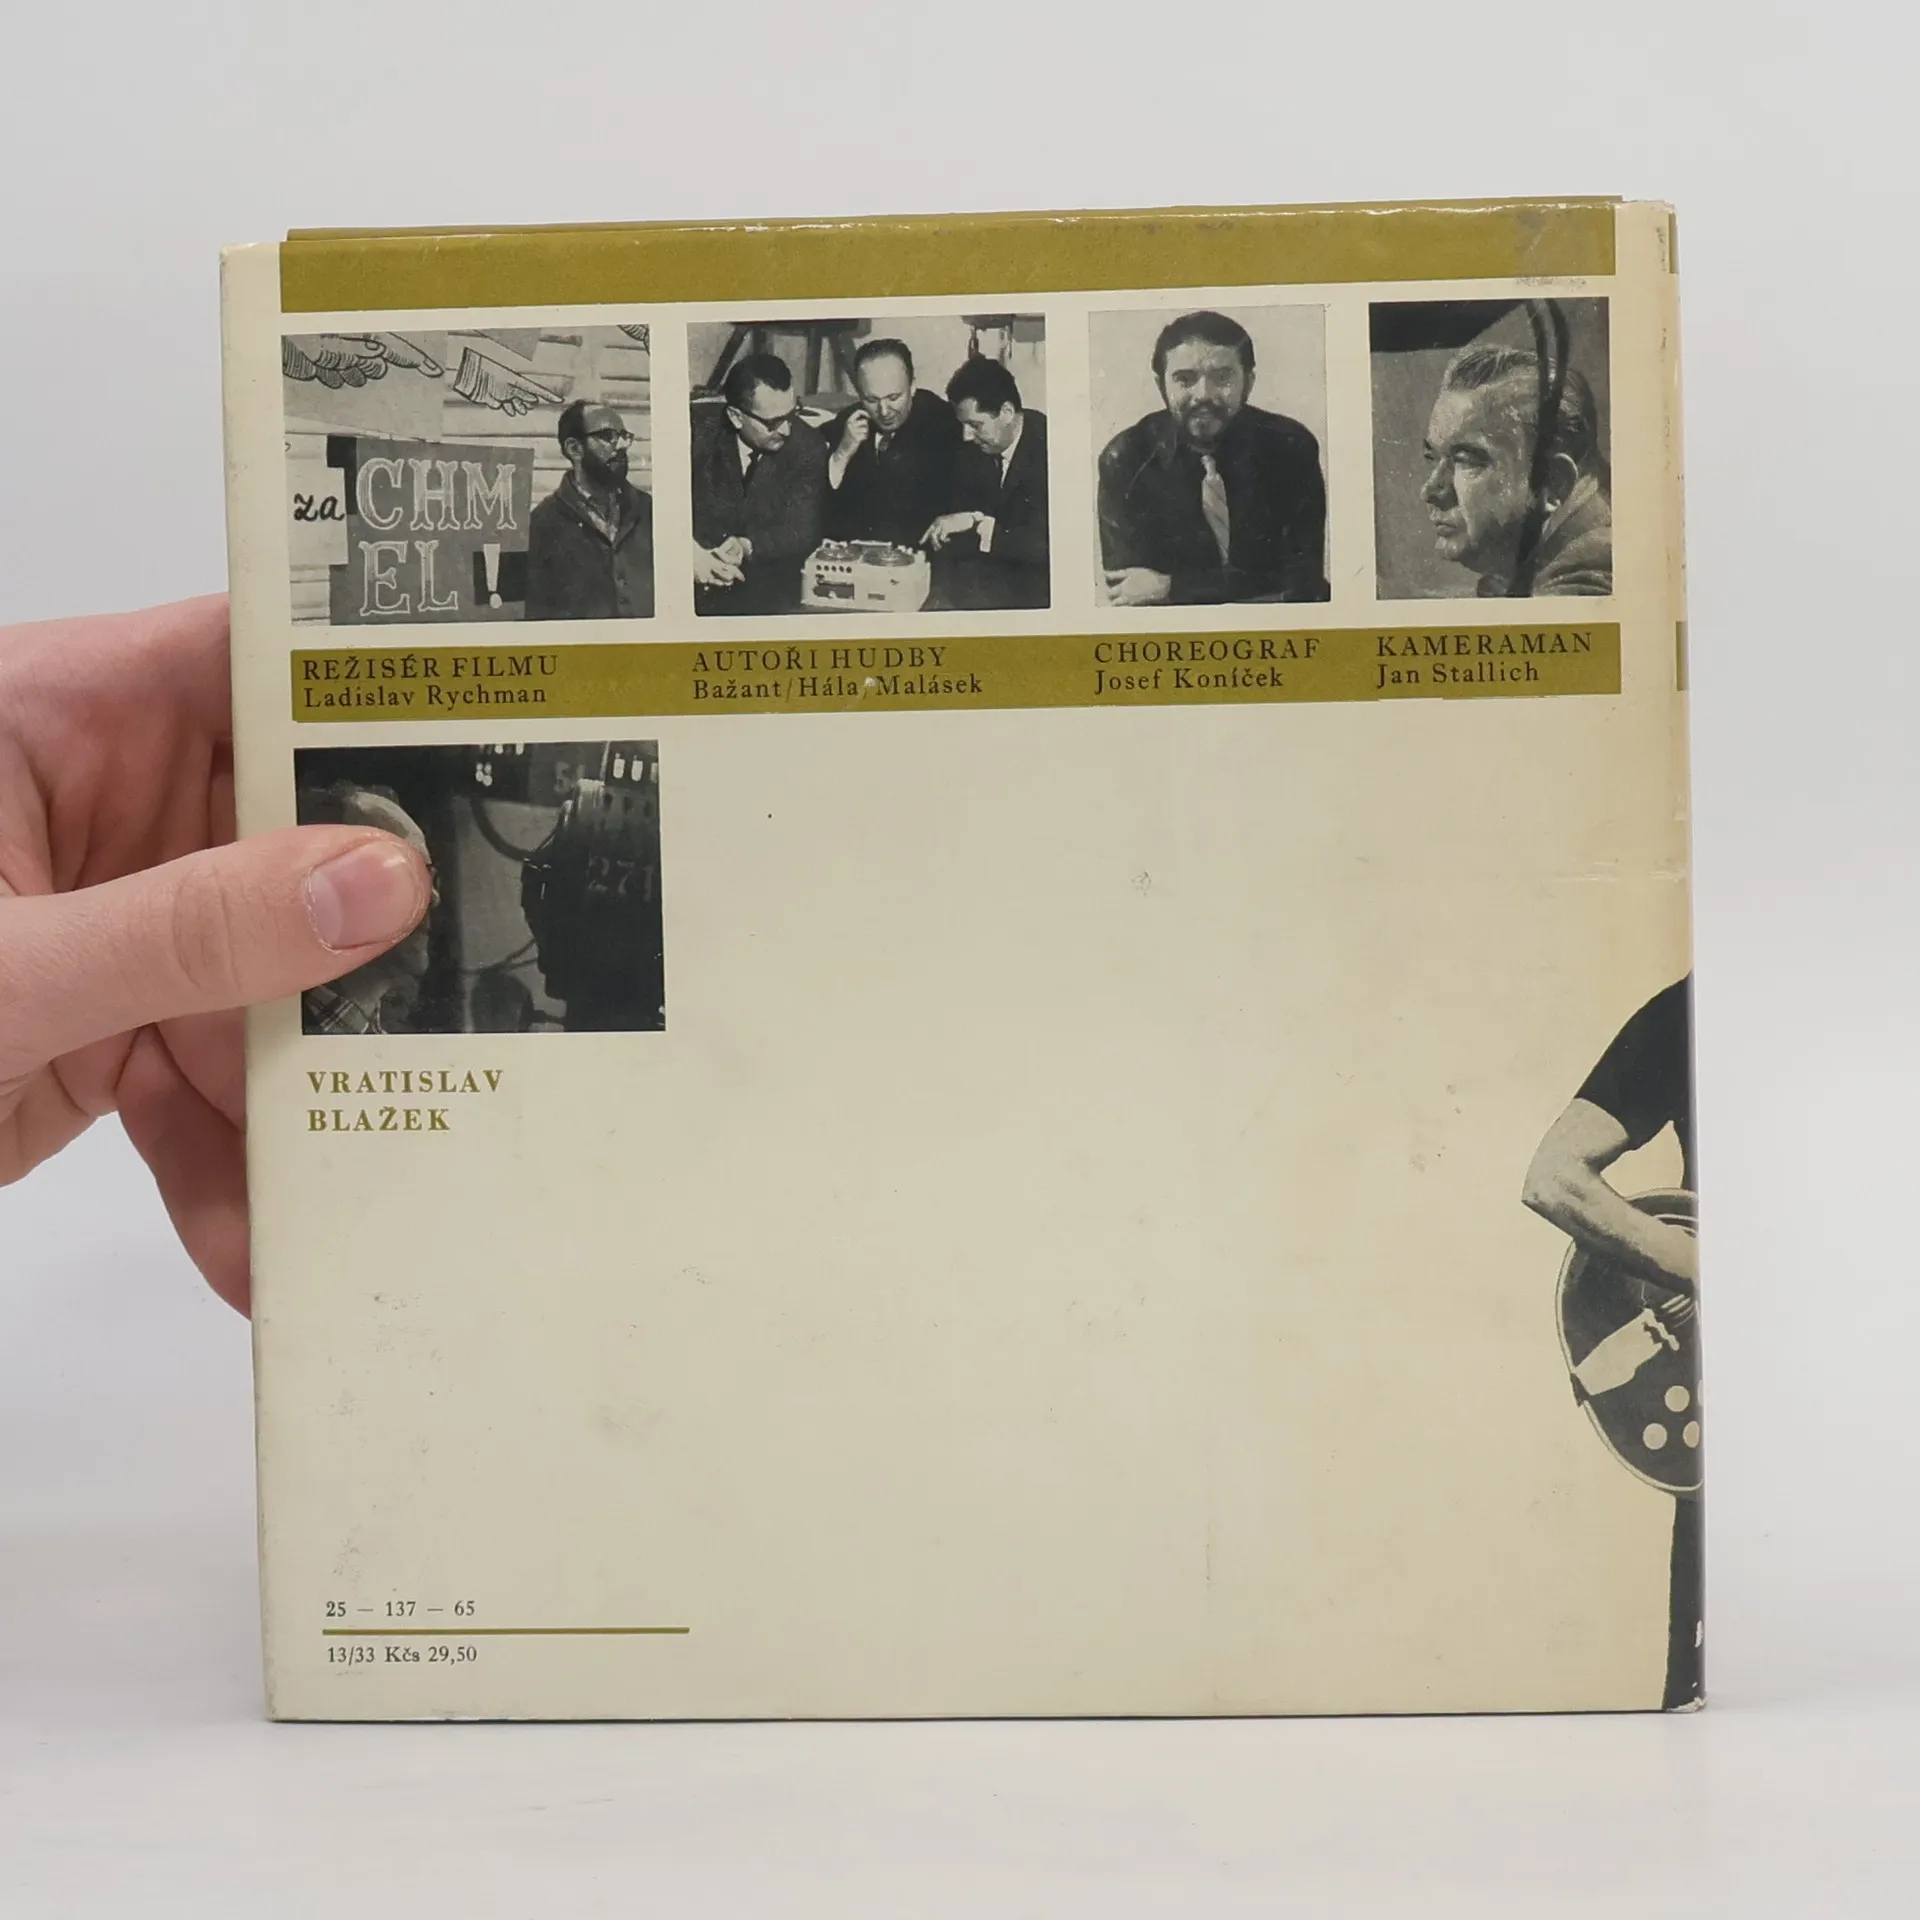 za CHM
EL!
REŽISÉR FILMU
Ladislav Rychman
AUTOŘI HUDBY
Bažant/Hála/Malásek
CHOREOGRAF
Josef Koníček
KAMERAMAN
Jan Stallich
271
VRATISLAV
BLAŽEK
25 — 137 — 65
13/33 Kčs 29,50